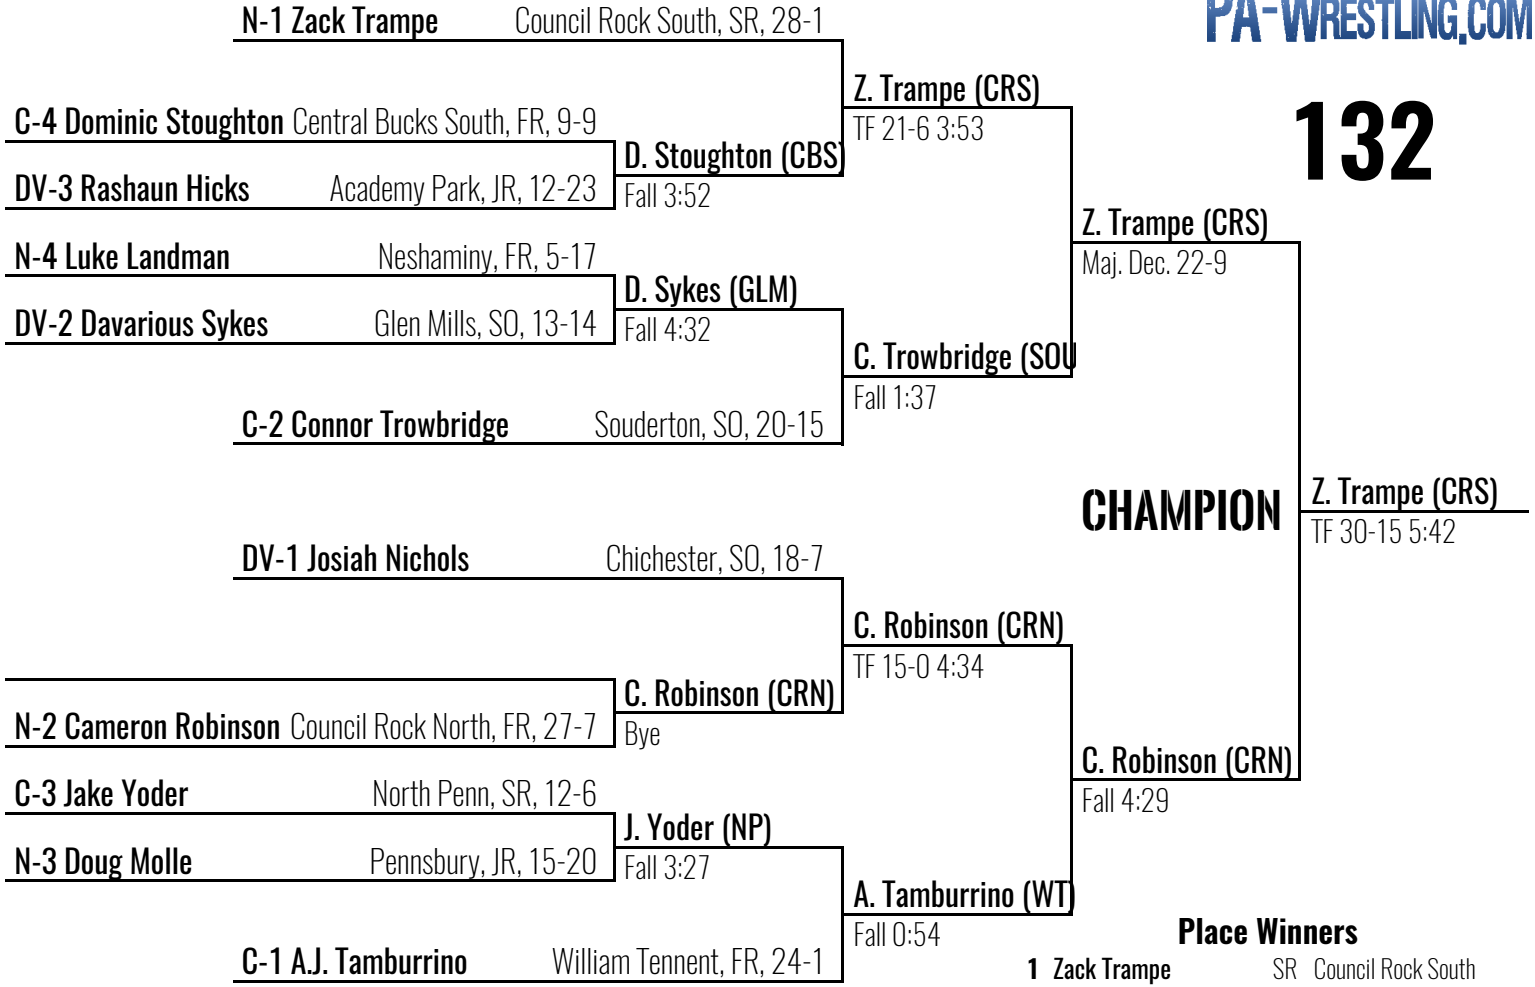 PA-WRESTLING.COM
132
N-1 Zack Trampe Council Rock South, SR, 28-1
Z. Trampe (CRS)
TF 21-6 3:53
C-4 Dominic Stoughton Central Bucks South, FR, 9-9
D. Stoughton (CBS)
Fall 3:52
DV-3 Rashaun Hicks Academy Park, JR, 12-23
Z. Trampe (CRS)
Maj. Dec. 22-9
N-4 Luke Landman Neshaminy, FR, 5-17
D. Sykes (GLM)
Fall 4:32
DV-2 Davarious Sykes Glen Mills, SO, 13-14
C. Trowbridge (SOU
Fall 1:37
C-2 Connor Trowbridge Souderton, SO, 20-15
CHAMPION
Z. Trampe (CRS)
TF 30-15 5:42
DV-1 Josiah Nichols Chichester, SO, 18-7
C. Robinson (CRN)
TF 15-0 4:34
C. Robinson (CRN)
Bye
N-2 Cameron Robinson Council Rock North, FR, 27-7
C. Robinson (CRN)
Fall 4:29
C-3 Jake Yoder North Penn, SR, 12-6
J. Yoder (NP)
Fall 3:27
N-3 Doug Molle Pennsbury, JR, 15-20
A. Tamburrino (WT)
Fall 0:54
C-1 A.J. Tamburrino William Tennent, FR, 24-1
Place Winners
1 Zack Trampe SR Council Rock South